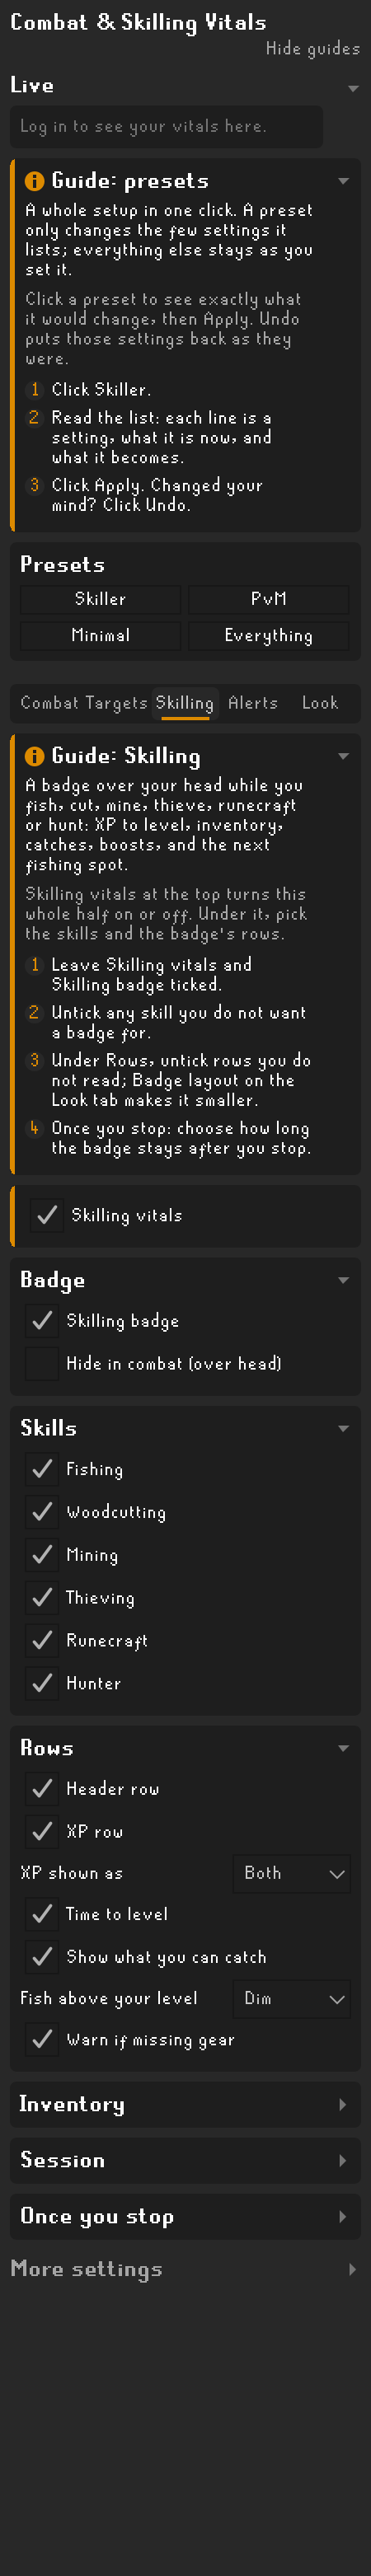 Combat & Skilling Vitals
Hide guides
Live
Log in to see your vitals here.
Guide: presets
A whole setup in one click. A preset
only changes the few settings it
lists; everything else stays as you
set it.
Click a preset to see exactly what
it would change, then Apply. Undo
puts those settings back as they
were.
1 Click Skiller.
2 Read the list: each line is a
setting, what it is now, and
what it becomes.
3 Click Apply. Changed your
mind? Click Undo.
Presets
Skiller PvM
Minimal Everything
Combat Targets Skilling Alerts Look
Guide: Skilling
A badge over your head while you
fish, cut, mine, thieve, runecraft
or hunt: XP to level, inventory,
catches, boosts, and the next
fishing spot.
Skilling vitals at the top turns this
whole half on or off. Under it, pick
the skills and the badge's rows.
1 Leave Skilling vitals and
Skilling badge ticked.
2 Untick any skill you do not want
a badge for.
3 Under Rows, untick rows you do
not read; Badge layout on the
Look tab makes it smaller.
4 Once you stop: choose how long
the badge stays after you stop.
Skilling vitals
Badge
Skilling badge
Hide in combat (over head)
Skills
Fishing
Woodcutting
Mining
Thieving
Runecraft
Hunter
Rows
Header row
XP row
XP shown as Both
Time to level
Show what you can catch
Fish above your level Dim
Warn if missing gear
Inventory
Session
Once you stop
More settings